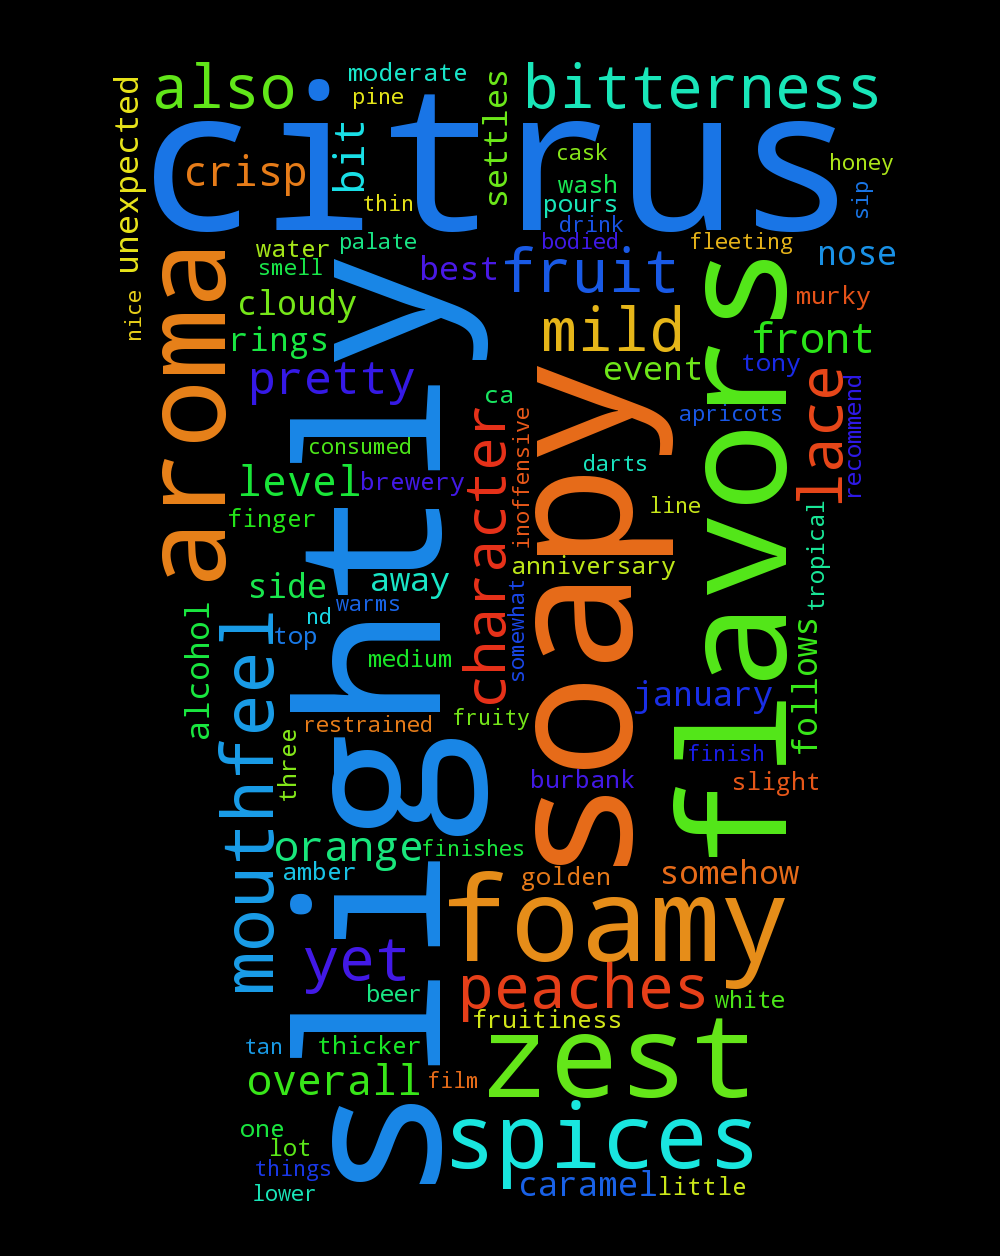 moderate
also
bitterness
pine
unexpected
citrus
settles
bit
crisp
cask
honey
wash
sip
thin
pours
drink
water
palate
bodied
fleeting
nose
smell
best
fruit
aroma
slightly
flavors
murky
nice
cloudy
mild
front
rings
event
tony
pretty
soapy
lace
recommend
ca
character
inoffensive
apricots
consumed
darts
level
brewery
line
finger
tropical
anniversary
side
away
warms
somewhat
nd
top
alcohol
mouthfeel
medium
follows
january
restrained
fruity
three
finish
burbank
slight
orange
finishes
amber
golden
somehow
foamy
yet
peaches
beer
white
fruitiness
tan
thicker
zest
overall
film
spices
one
lot
things
caramel
little
lower